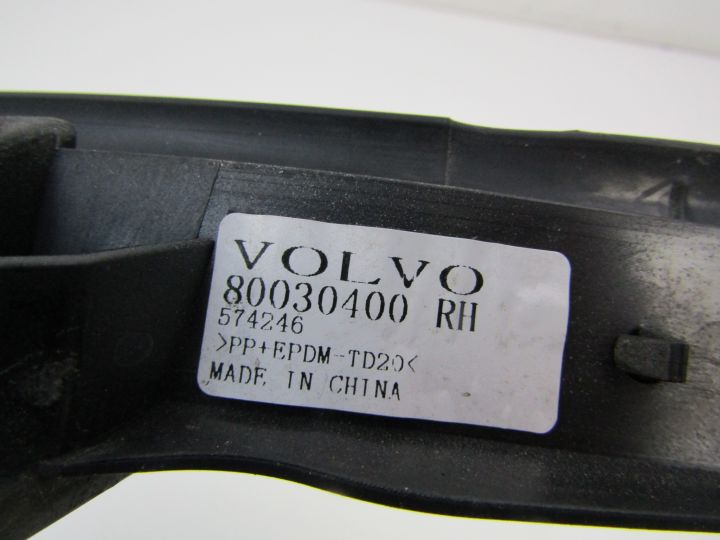 VOLVO
80030400 RH
574246
>PP+EPDM-TD20<
MADE IN CHINA